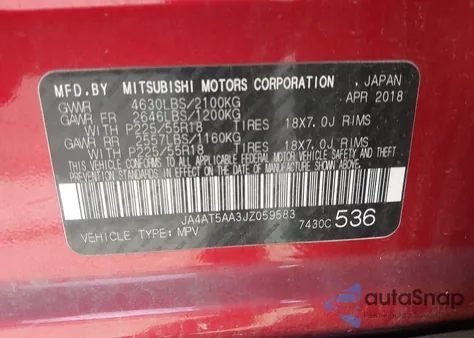 MFD.BY MITSUBISHI MOTORS CORPORATION , JAPAN
GVWR 4630LBS/2100KG APR 2018
GAWR FR 2646LBS/1200KG
WITH P225/55R18 TIRES 18X7.0J RIMS
GAWR RR 2557LBS/1160KG
WITH P225/55R18 TIRES 18X7.0J RIMS
THIS VEHICLE CONFORMS TO ALL APPLICABLE FEDERAL MOTOR VEHICLE SAFETY AND THEFT
PREVENTION STANDARDS IN EFFECT ON THE DATE OF MANUFACTURE SHOWN ABOVE.
JA4AT5AA3JZ059583
VEHICLE TYPE: MPV 7430C 536
autoSnap